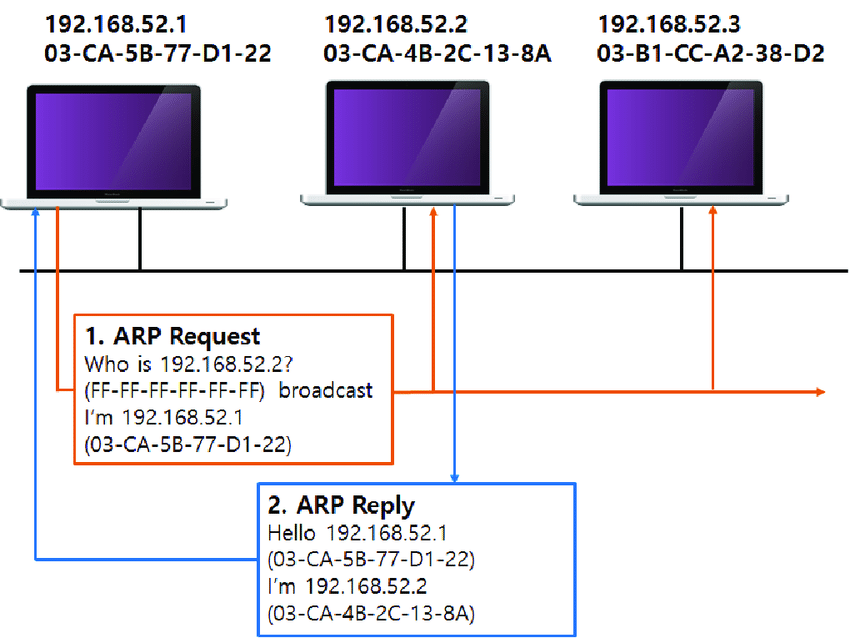 192.168.52.1
03-CA-5B-77-D1-22
192.168.52.2
03-CA-4B-2C-13-8A
192.168.52.3
03-B1-CC-A2-38-D2
1. ARP Request
Who is 192.168.52.2?
(FF-FF-FF-FF-FF-FF) broadcast
I'm 192.168.52.1
(03-CA-5B-77-D1-22)
2. ARP Reply
Hello 192.168.52.1
(03-CA-5B-77-D1-22)
I'm 192.168.52.2
(03-CA-4B-2C-13-8A)